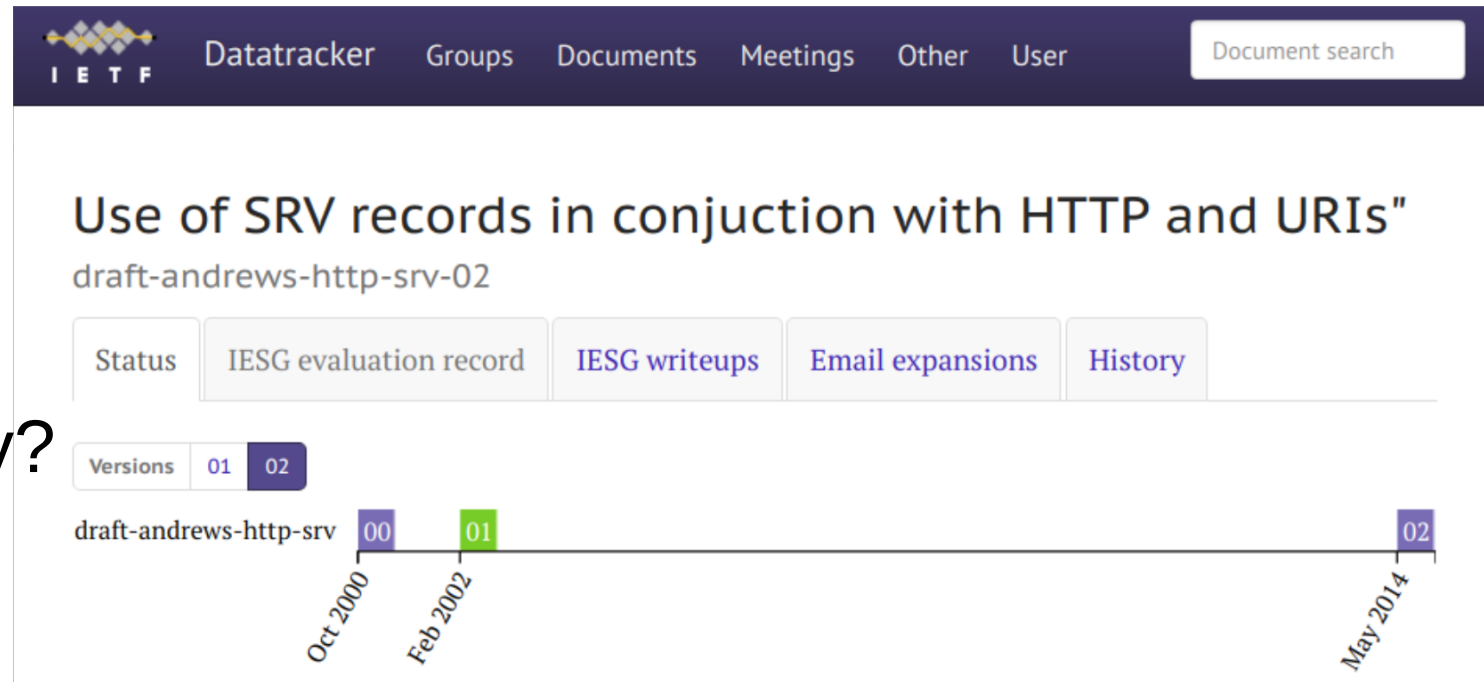 IETF Datatracker Groups Documents Meetings Other User Document search
Use of SRV records in conjuction with HTTP and URIs"
draft-andrews-http-srv-02
Status IESG evaluation record IESG writeups Email expansions History
y?
Versions 01 02
draft-andrews-http-srv 00 01 02
Oct 2000 Feb 2002 May 2014